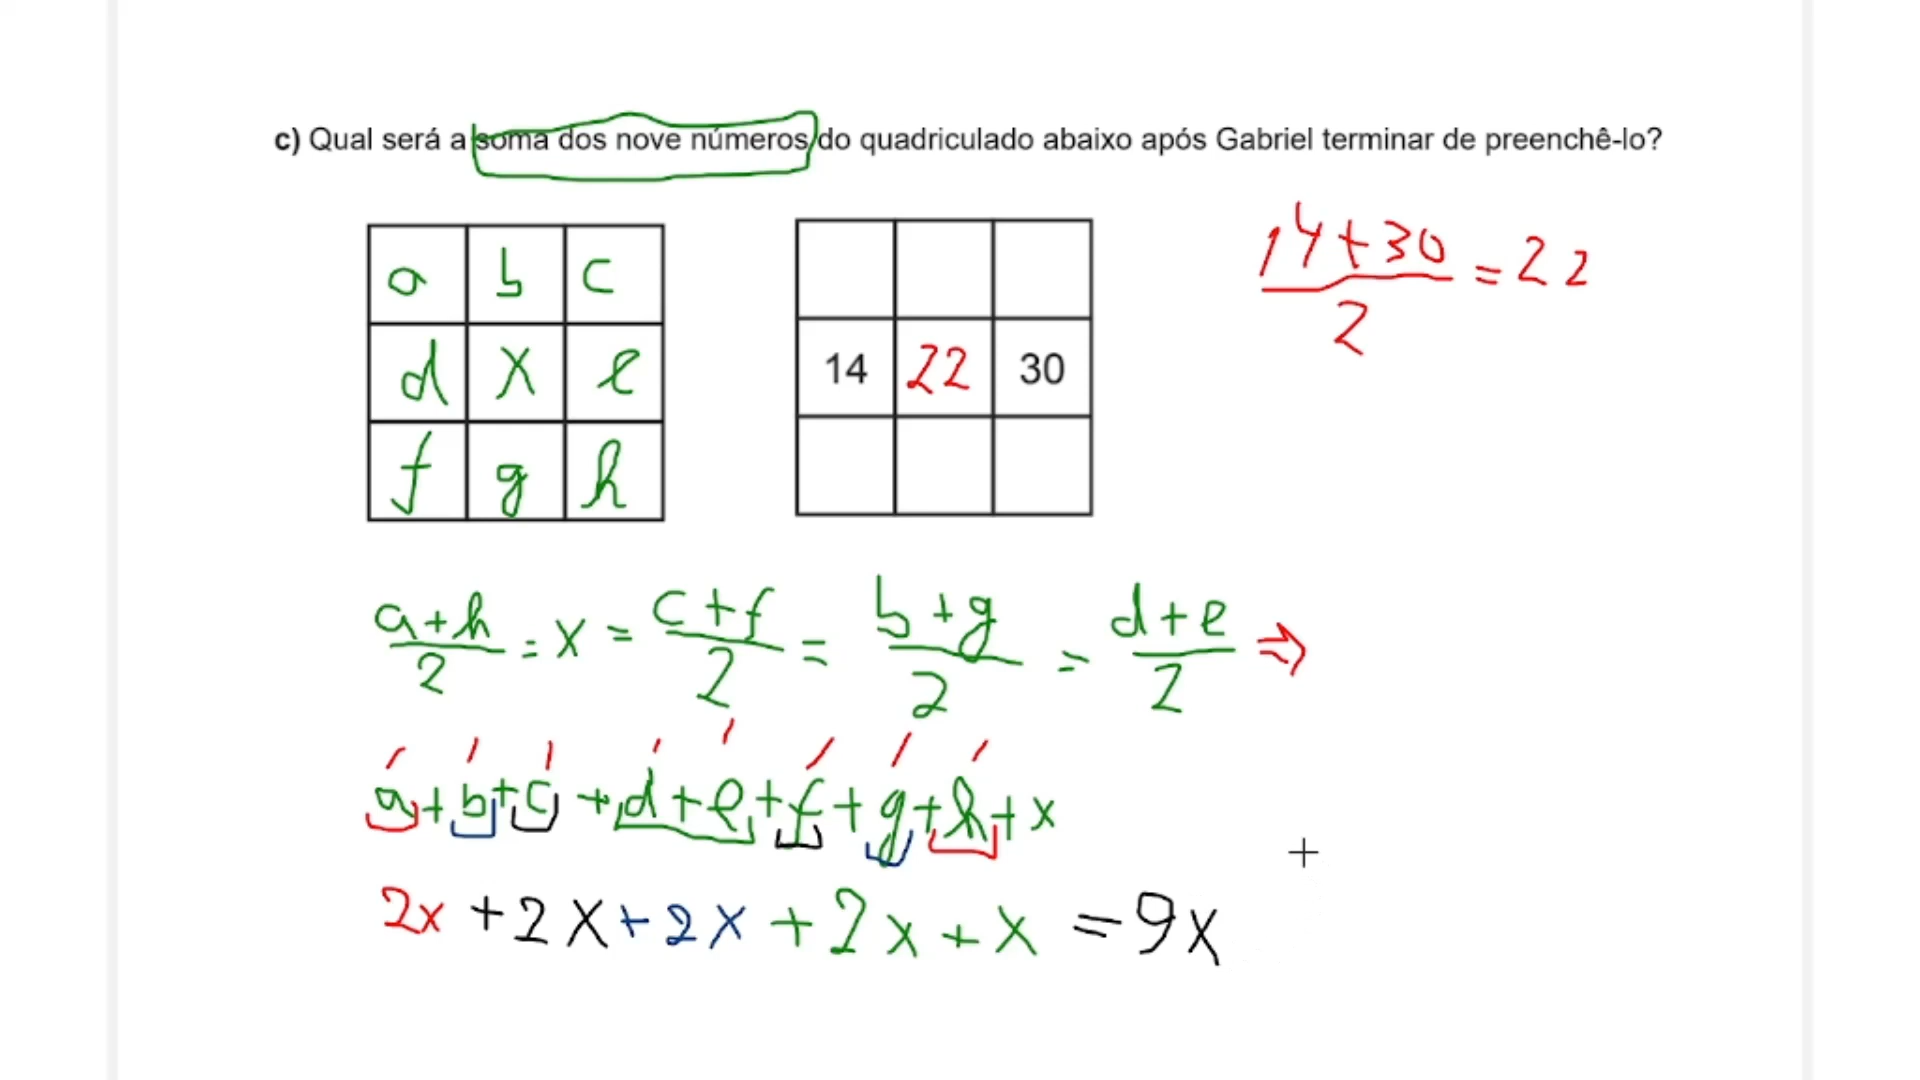 c) Qual será a soma dos nove números do quadriculado abaixo após Gabriel terminar de preenchê-lo?
a b c
d x e
f g h
14 22 30
14+30/2 = 22
a+h/2 = x = c+f/2 = b+g/2 = d+e/2 ⇒
a+b+c+d+e+f+g+h+x
2x+2x+2x+2x+x=9x